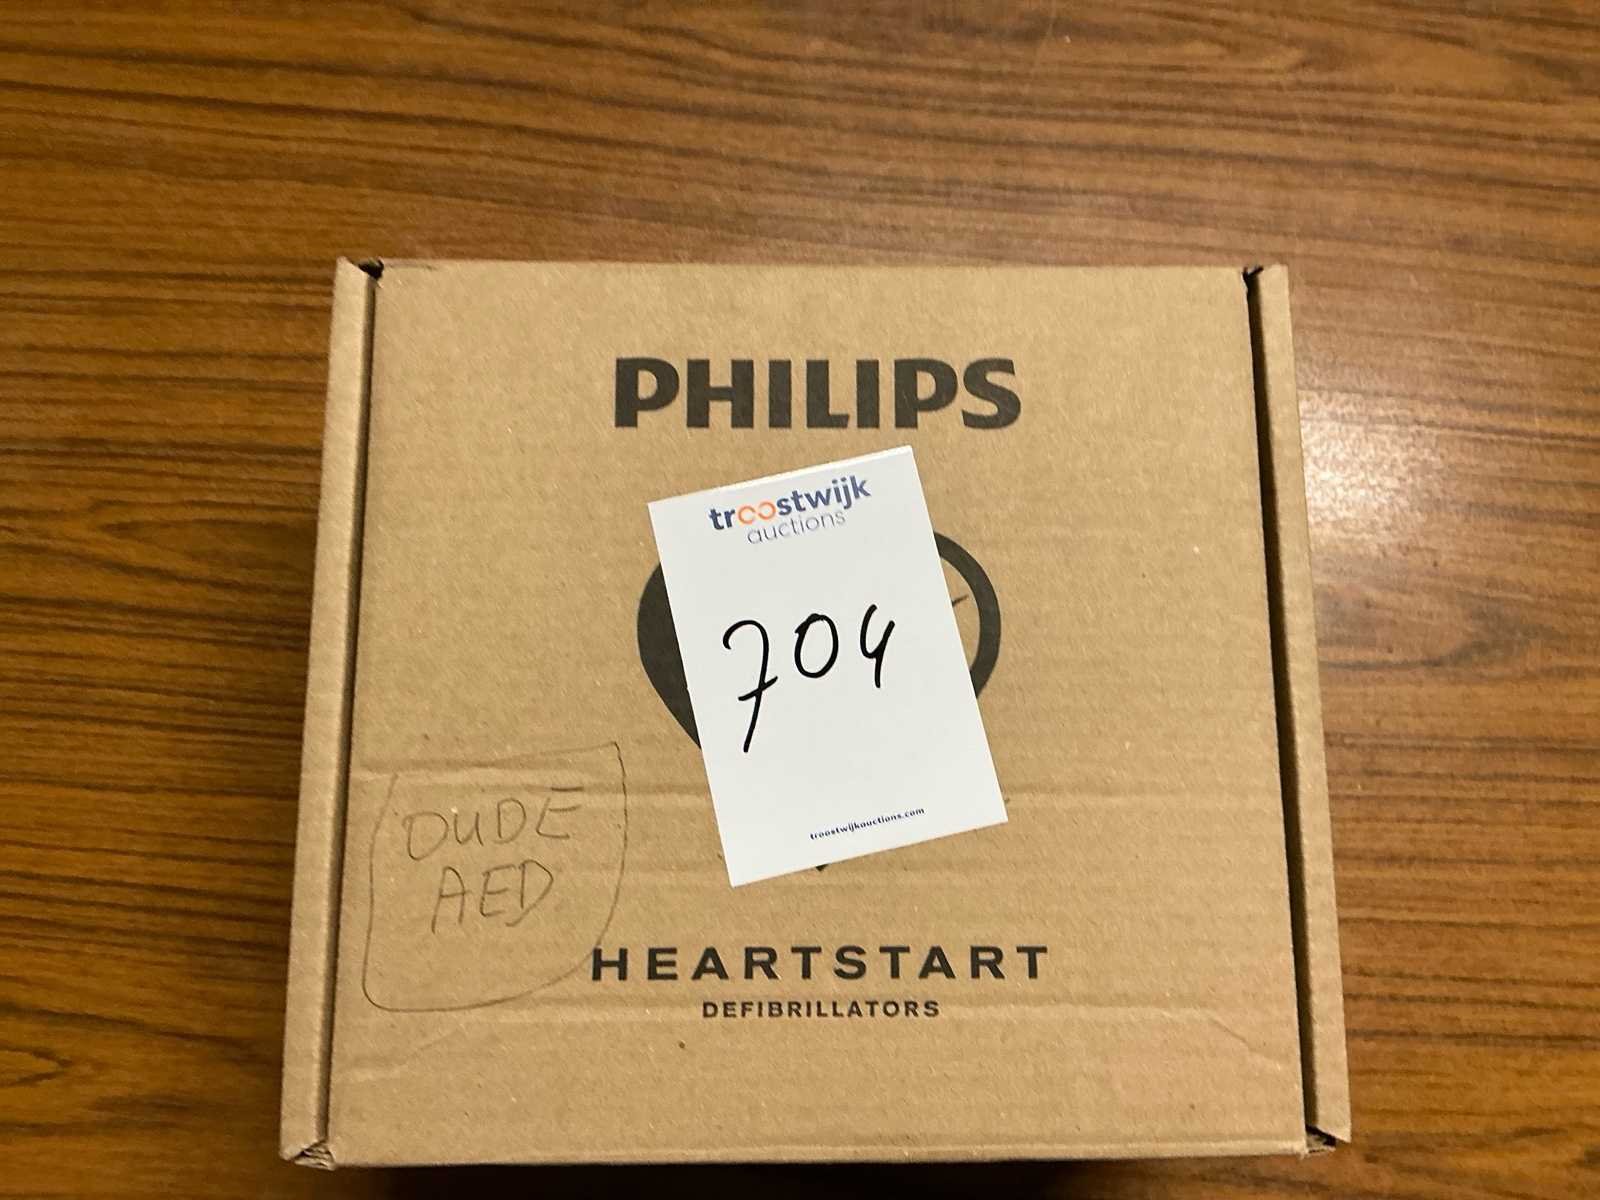 PHILIPS
troostwijk
auctions
704
troostwijkauctions.com
OUDE
AED
HEARTSTART
DEFIBRILLATORS